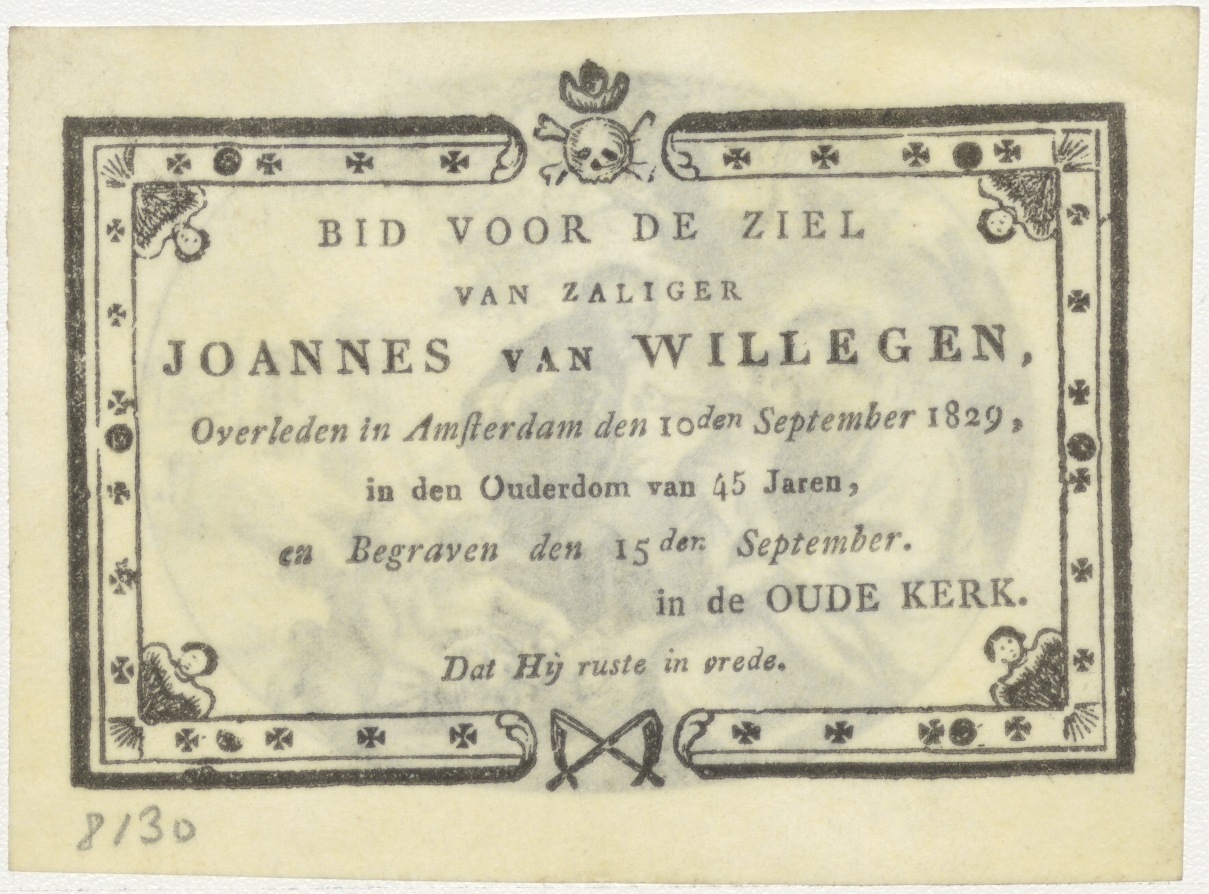 BID VOOR DE ZIEL
VAN ZALIGER
JOANNES VAN WILLEGEN,
Overleden in Amſterdam den 10den September 1829,
in den Ouderdom van 45 Jaren,
en Begraven den 15den September.
in de OUDE KERK.
Dat Hij ruste in vrede.
8130